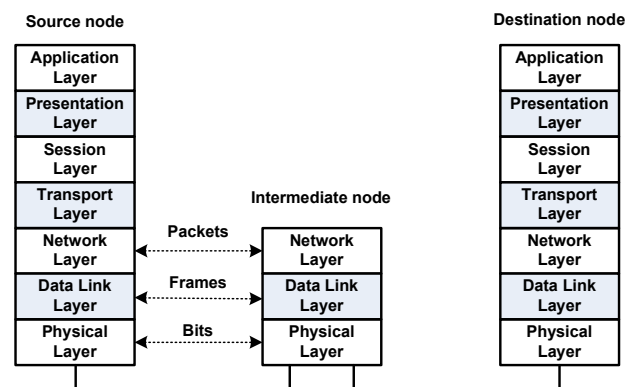 Source node
Destination node
Application
Layer
Presentation
Layer
Session
Layer
Transport
Layer
Network
Layer
Data Link
Layer
Physical
Layer
Packets
Frames
Bits
Intermediate node
Network
Layer
Data Link
Layer
Physical
Layer
Application
Layer
Presentation
Layer
Session
Layer
Transport
Layer
Network
Layer
Data Link
Layer
Physical
Layer